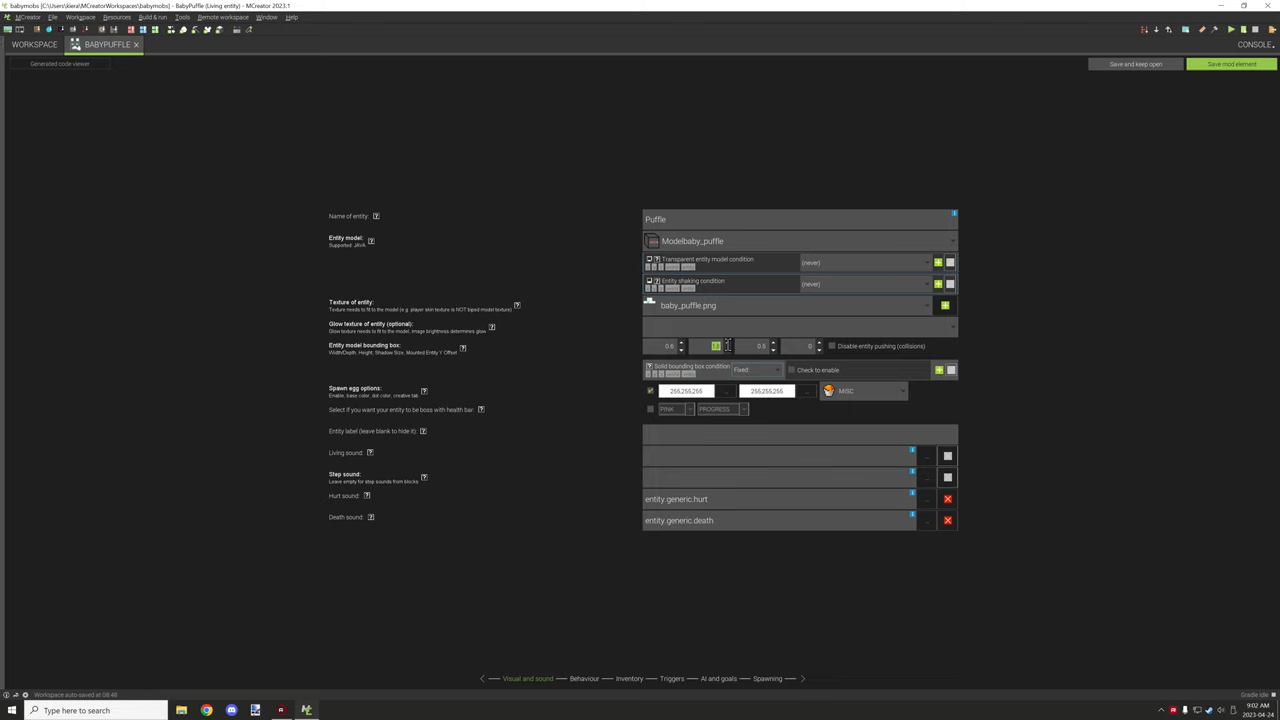 babymobs [C:\Users\kiera\MCreatorWorkspaces\babymobs] - BabyPuffle (Living entity) - MCreator 2023.1
MCreator File Workspace Resources Build & run Tools Remote workspace Window Help
WORKSPACE BABYPUFFLE CONSOLE
Generated code viewer Save and keep open Save mod element
Name of entity: Puffle
Entity model: Modelbaby_puffle
Supported: JAVA
Transparent entity model condition (never)
Entity shaking condition (never)
Texture of entity: baby_puffle.png
Texture needs to fit to the model (e.g. player skin texture is NOT biped model texture)
Glow texture of entity (optional):
Glow texture needs to fit to the model, image brightness determines glow
Entity model bounding box: 0.6 0.5 0 Disable entity pushing (collisions)
Width/Depth, Height, Shadow Size, Mounted Entity Y Offset
Solid bounding box condition Fixed: Check to enable
Spawn egg options: 255,255,255 ... 255,255,255 ... MISC
Enable, base color, dot color, creative tab
Select if you want your entity to be boss with health bar: PINK PROGRESS
Entity label (leave blank to hide it):
Living sound: ...
Step sound: ...
Leave empty for step sounds from blocks
Hurt sound: entity.generic.hurt ...
Death sound: entity.generic.death ...
Visual and sound Behaviour Inventory Triggers AI and goals Spawning
Workspace auto-saved at 08:48 Gradle idle
Type here to search
9:02 AM
2023-04-24